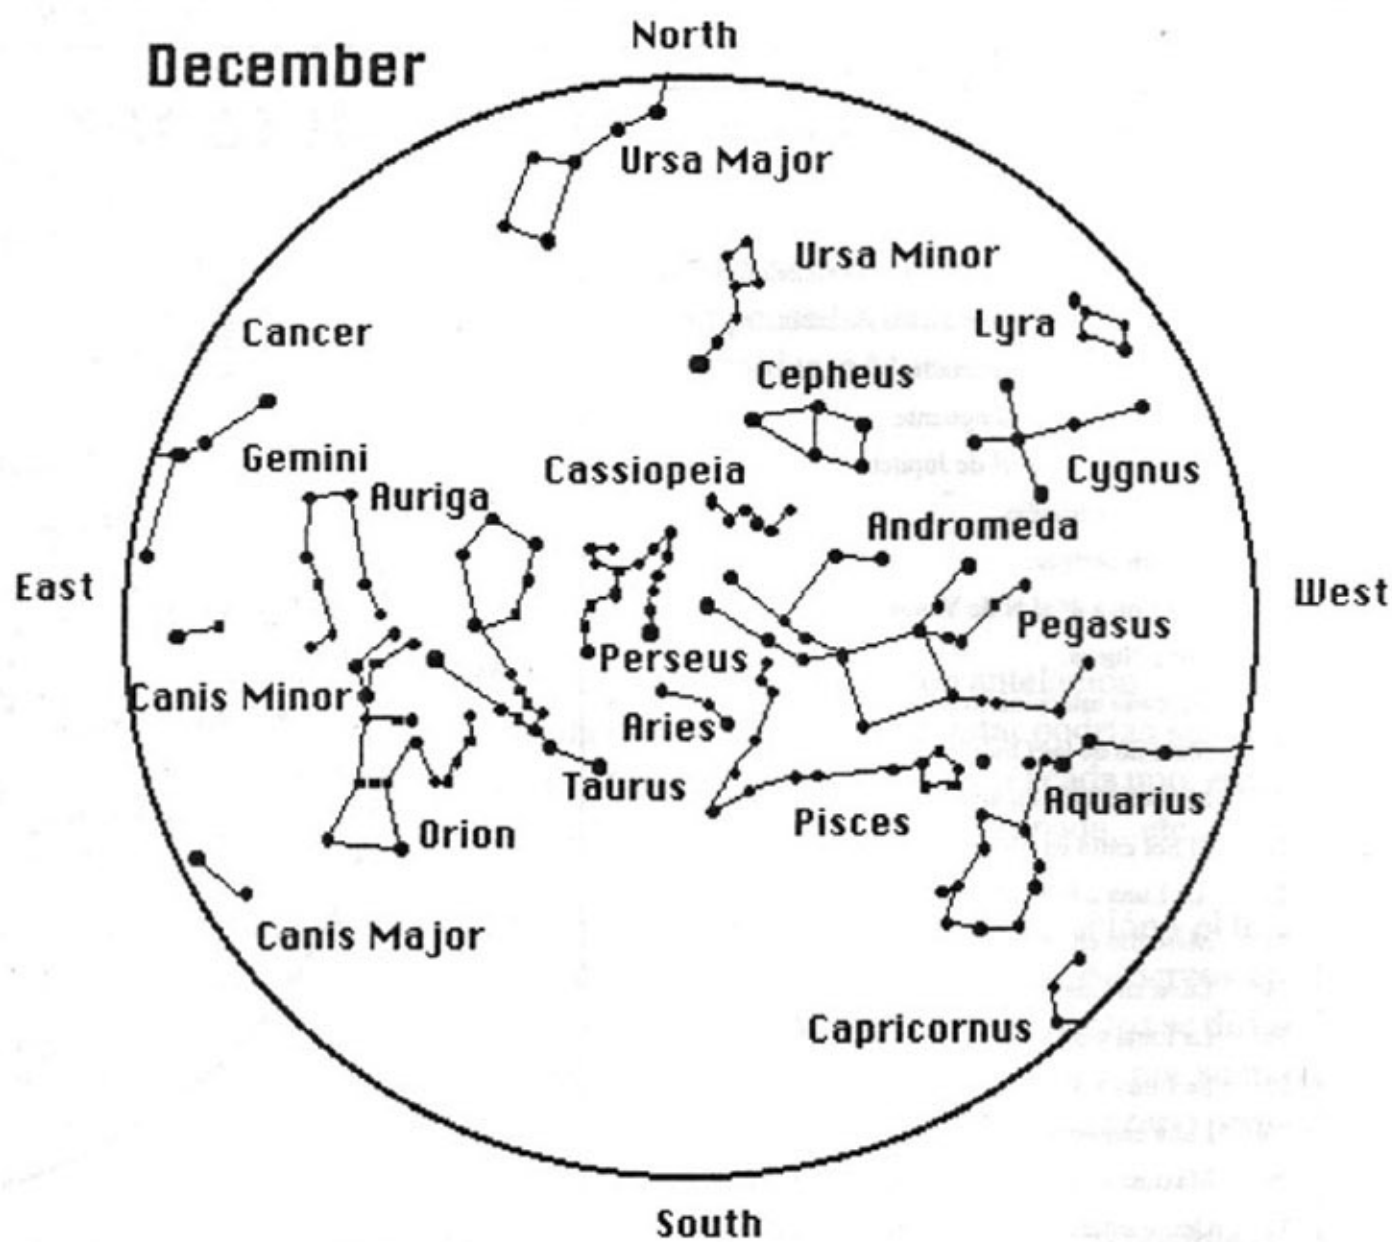 December
North
Ursa Major
Ursa Minor
Cancer
Lyra
Cepheus
Gemini
Cassiopeia
Cygnus
Auriga
Andromeda
East
West
Pegasus
Perseus
Canis Minor
Aries
Taurus
Aquarius
Pisces
Orion
Canis Major
Capricornus
South